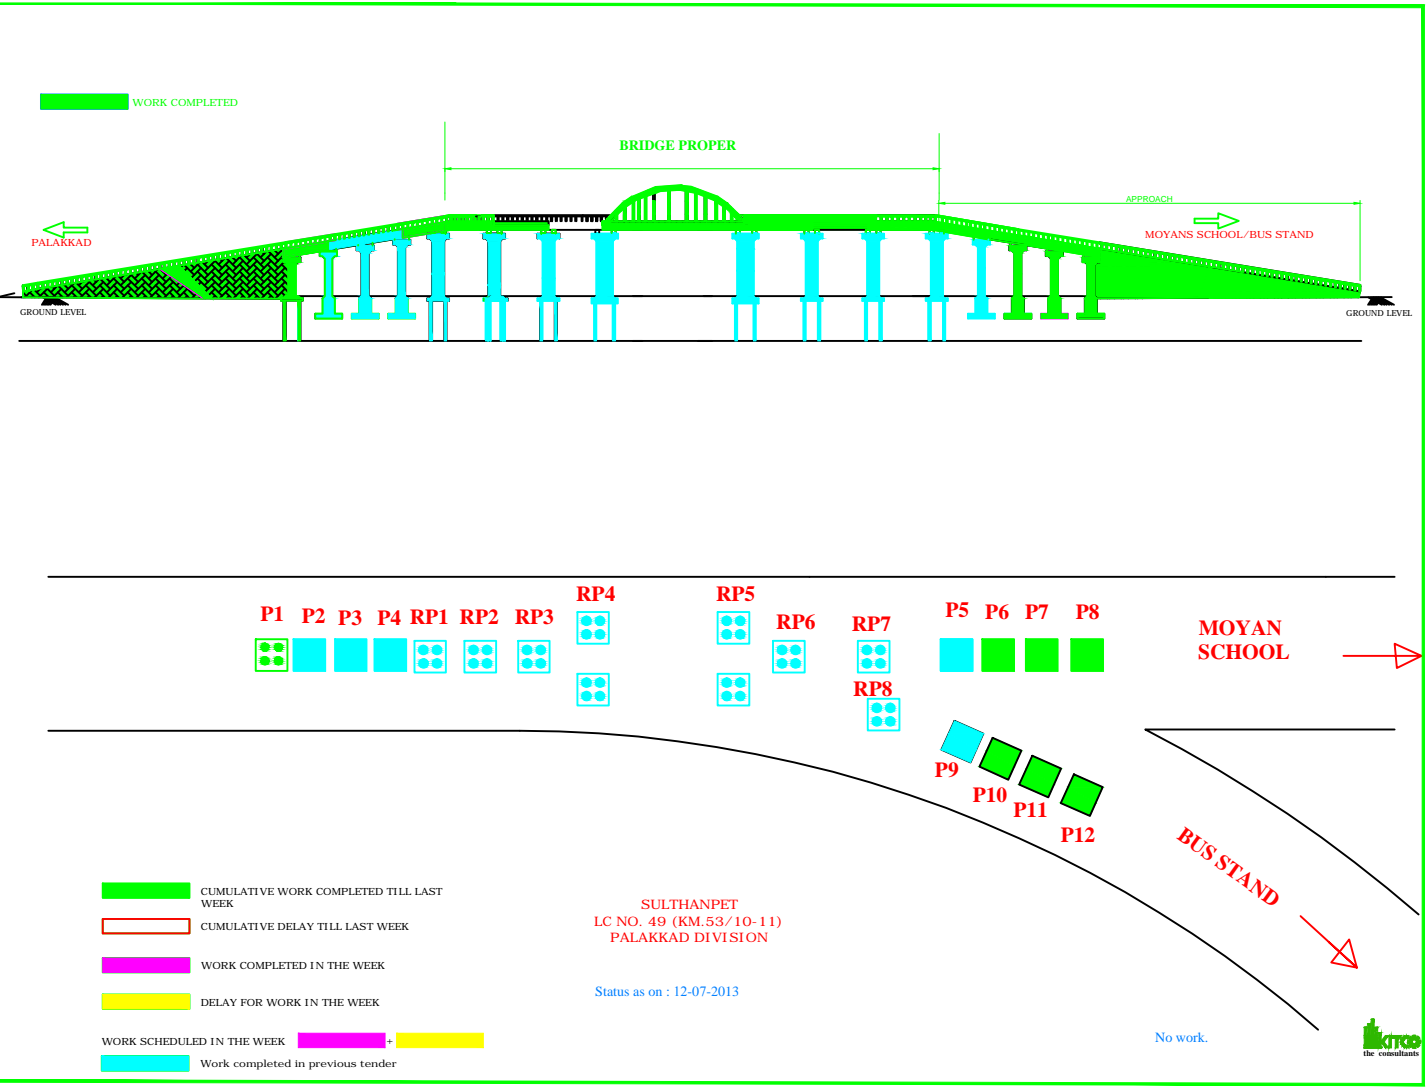 WORK COMPLETED
BRIDGE PROPER
APPROACH
PALAKKAD
MOYANS SCHOOL/BUS STAND
GROUND LEVEL
GROUND LEVEL
P1 P2 P3 P4 RP1 RP2 RP3 RP4 RP5 RP6 RP7 P5 P6 P7 P8
MOYAN
SCHOOL
RP8
P9
P10
P11
P12
BUS STAND
CUMULATIVE WORK COMPLETED TILL LAST
WEEK
CUMULATIVE DELAY TILL LAST WEEK
WORK COMPLETED IN THE WEEK
DELAY FOR WORK IN THE WEEK
WORK SCHEDULED IN THE WEEK +
Work completed in previous tender
SULTHANPET
LC NO. 49 (KM.53/10-11)
PALAKKAD DIVISION
Status as on : 12-07-2013
No work.
KITCO
the consultants